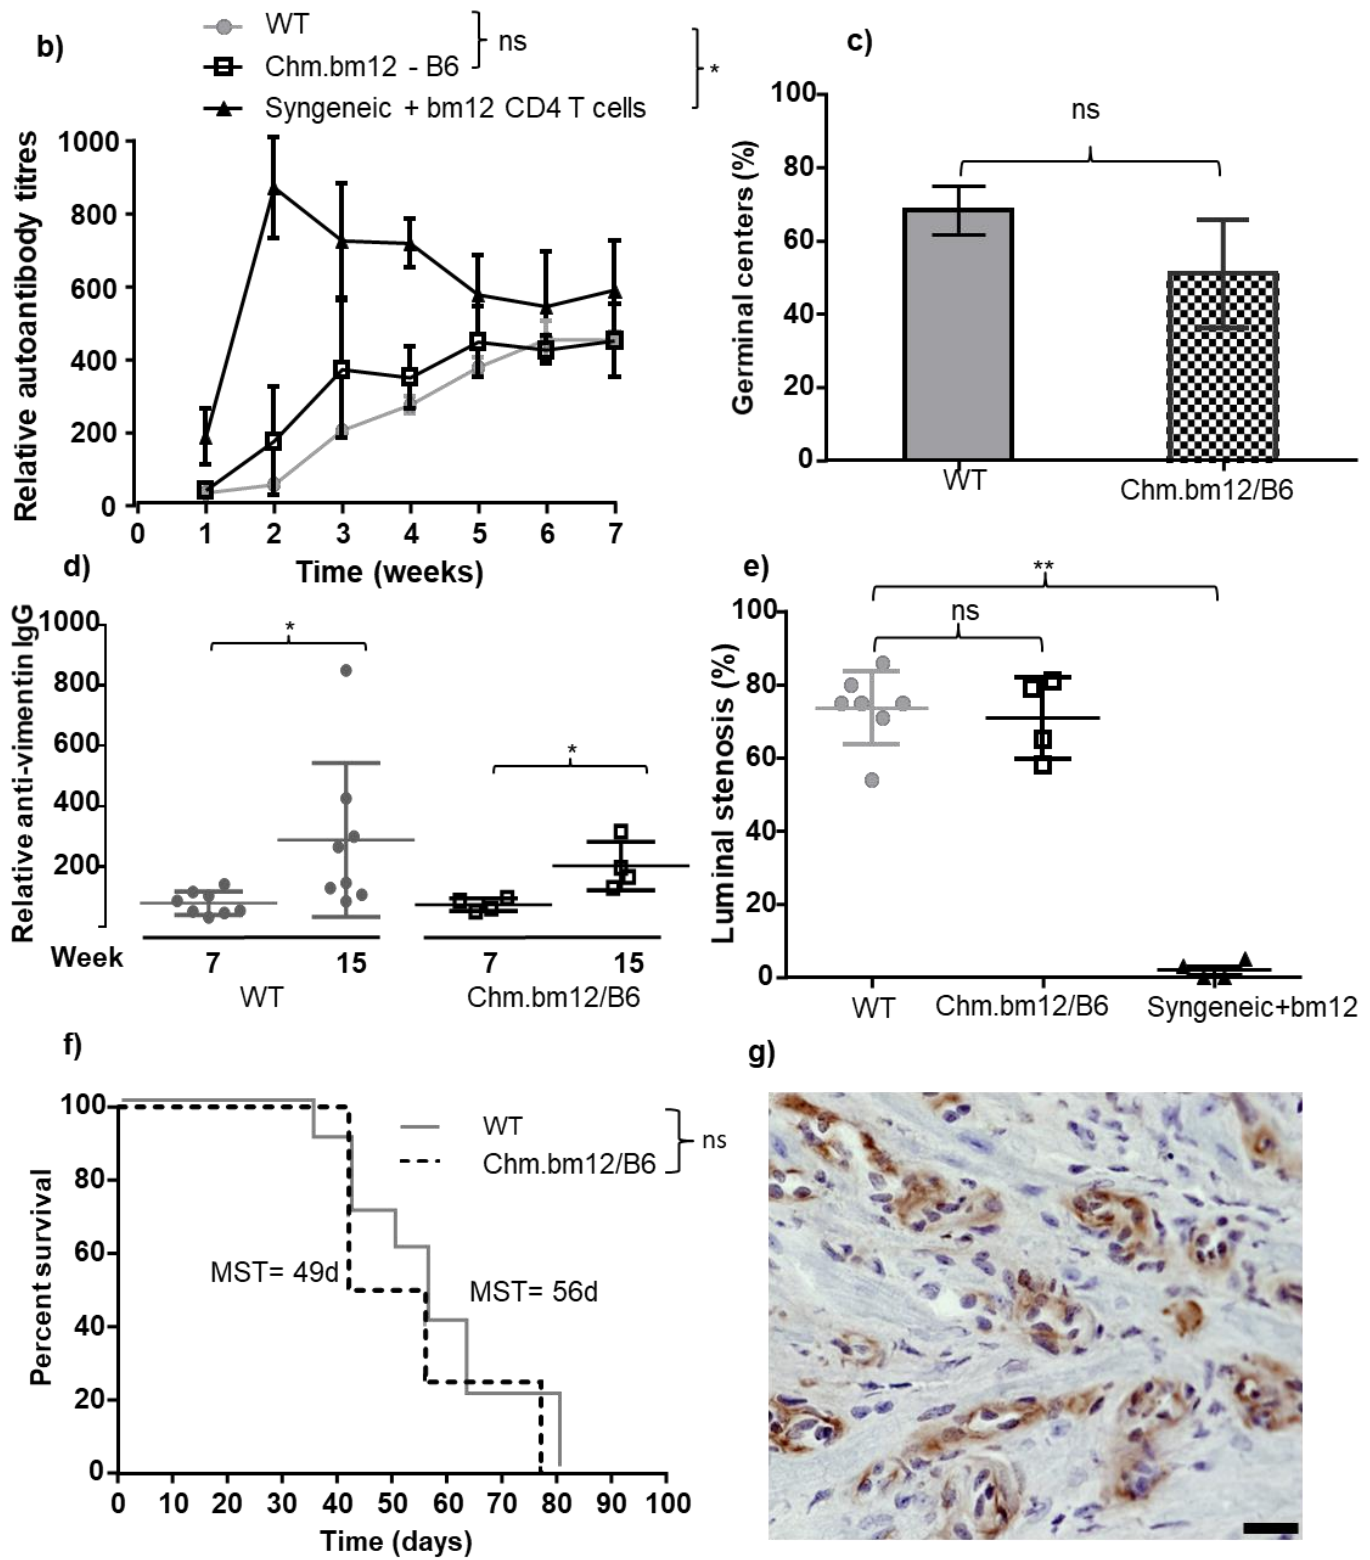 b)
WT
Chm.bm12 - B6
ns
Syngeneic + bm12 CD4 T cells
*
Relative autoantibody titres
1000
800
600
400
200
0
0 1 2 3 4 5 6 7
Time (weeks)
c)
Germinal centers (%)
100
80
60
40
20
0
ns
WT
Chm.bm12/B6
d)
Relative anti-vimentin IgG
1000
800
600
400
200
*
*
Week 7 15 7 15
WT Chm.bm12/B6
e)
Luminal stenosis (%)
100
80
60
40
20
0
**
ns
WT Chm.bm12/B6 Syngeneic+bm12
f)
Percent survival
100
80
60
40
20
0
WT
Chm.bm12/B6
ns
MST= 49d
MST= 56d
0 10 20 30 40 50 60 70 80 90 100
Time (days)
g)